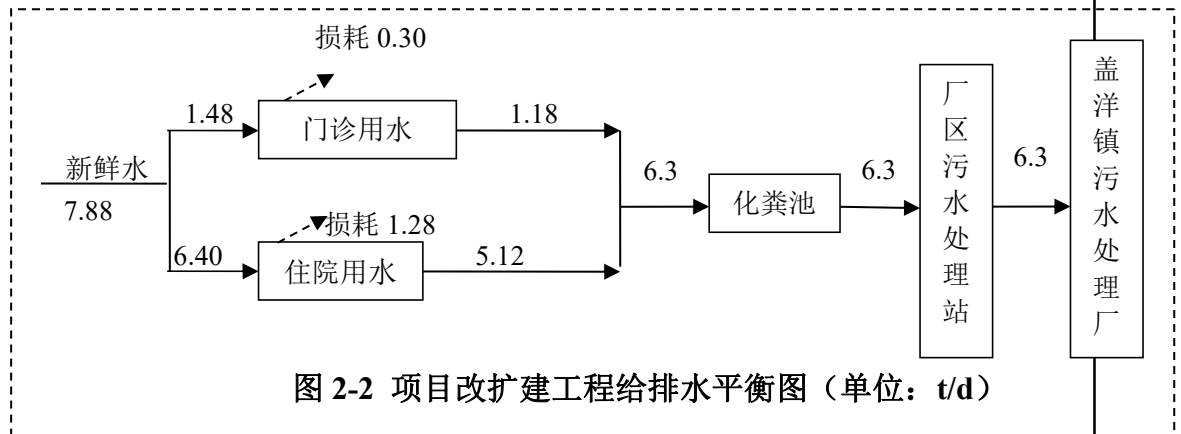 损耗 0.30
1.48
门诊用水
1.18
新鲜水
7.88
6.3
化粪池
6.3
厂区污水处理站
6.3
盖洋镇污水处理厂
损耗 1.28
6.40
住院用水
5.12
图 2-2 项目改扩建工程给排水平衡图（单位：t/d）